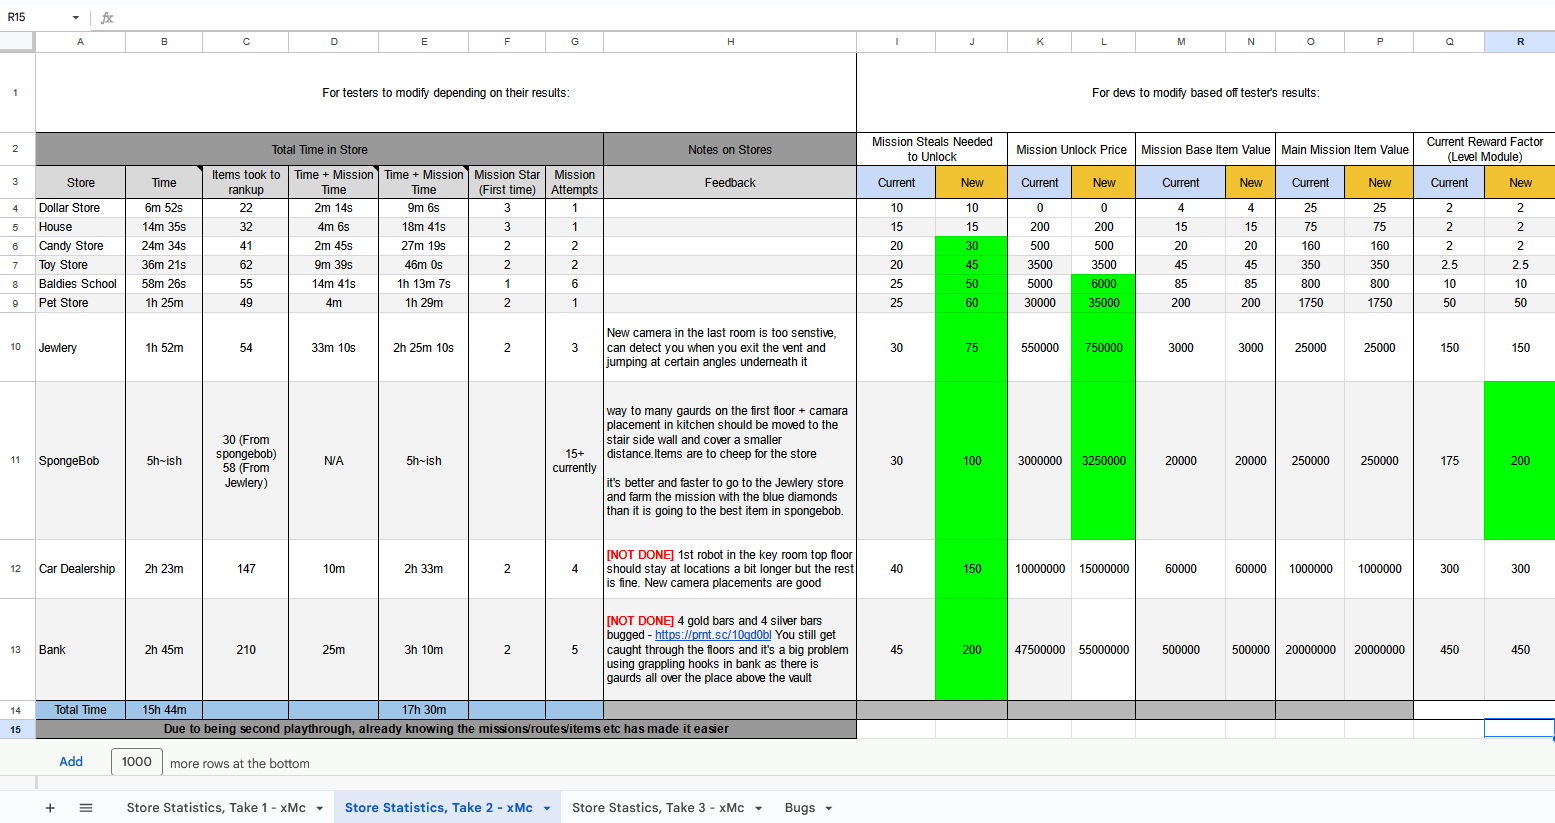 R15 fx
A B C D E F G H I J K L M N O P Q R
1 For testers to modify depending on their results: For devs to modify based off tester's results:
2 Total Time in Store Notes on Stores Mission Steals Needed to Unlock Mission Unlock Price Mission Base Item Value Main Mission Item Value Current Reward Factor (Level Module)
3 Store Time Items took to rankup Time + Mission Time Time + Mission Time Mission Star (First time) Mission Attempts Feedback Current New Current New Current New Current New Current New
4 Dollar Store 6m 52s 22 2m 14s 9m 6s 3 1 10 10 0 0 4 4 25 25 2 2
5 House 14m 35s 32 4m 6s 18m 41s 3 1 15 15 200 200 15 15 75 75 2 2
6 Candy Store 24m 34s 41 2m 45s 27m 19s 2 2 20 30 500 500 20 20 160 160 2 2
7 Toy Store 36m 21s 62 9m 39s 46m 0s 2 2 20 45 3500 3500 45 45 350 350 2.5 2.5
8 Baldies School 58m 26s 55 14m 41s 1h 13m 7s 1 6 25 50 5000 6000 85 85 800 800 10 10
9 Pet Store 1h 25m 49 4m 1h 29m 2 1 25 60 30000 35000 200 200 1750 1750 50 50
10 Jewlery 1h 52m 54 33m 10s 2h 25m 10s 2 3
New camera in the last room is too senstive,
can detect you when you exit the vent and
jumping at certain angles underneath it
30 75 550000 750000 3000 3000 25000 25000 150 150
11 SpongeBob 5h~ish
30 (From
spongebob)
58 (From
Jewlery)
N/A 5h~ish
15+
currently
way to many gaurds on the first floor + camara
placement in kitchen should be moved to the
stair side wall and cover a smaller
distance.Items are to cheep for the store
it's better and faster to go to the Jewlery store
and farm the mission with the blue diamonds
than it is going to the best item in spongebob.
30 100 3000000 3250000 20000 20000 250000 250000 175 200
12 Car Dealership 2h 23m 147 10m 2h 33m 2 4
[NOT DONE] 1st robot in the key room top floor
should stay at locations a bit longer but the rest
is fine. New camera placements are good
40 150 10000000 15000000 60000 60000 1000000 1000000 300 300
13 Bank 2h 45m 210 25m 3h 10m 2 5
[NOT DONE] 4 gold bars and 4 silver bars
bugged - https://prnt.sc/10qd0bl You still get
caught through the floors and it's a big problem
using grappling hooks in bank as there is
gaurds all over the place above the vault
45 200 47500000 55000000 500000 500000 20000000 20000000 450 450
14 Total Time 15h 44m 17h 30m
15 Due to being second playthrough, already knowing the missions/routes/items etc has made it easier
Add 1000 more rows at the bottom
+ Store Statistics, Take 1 - xMc Store Statistics, Take 2 - xMc Store Stastics, Take 3 - xMc Bugs